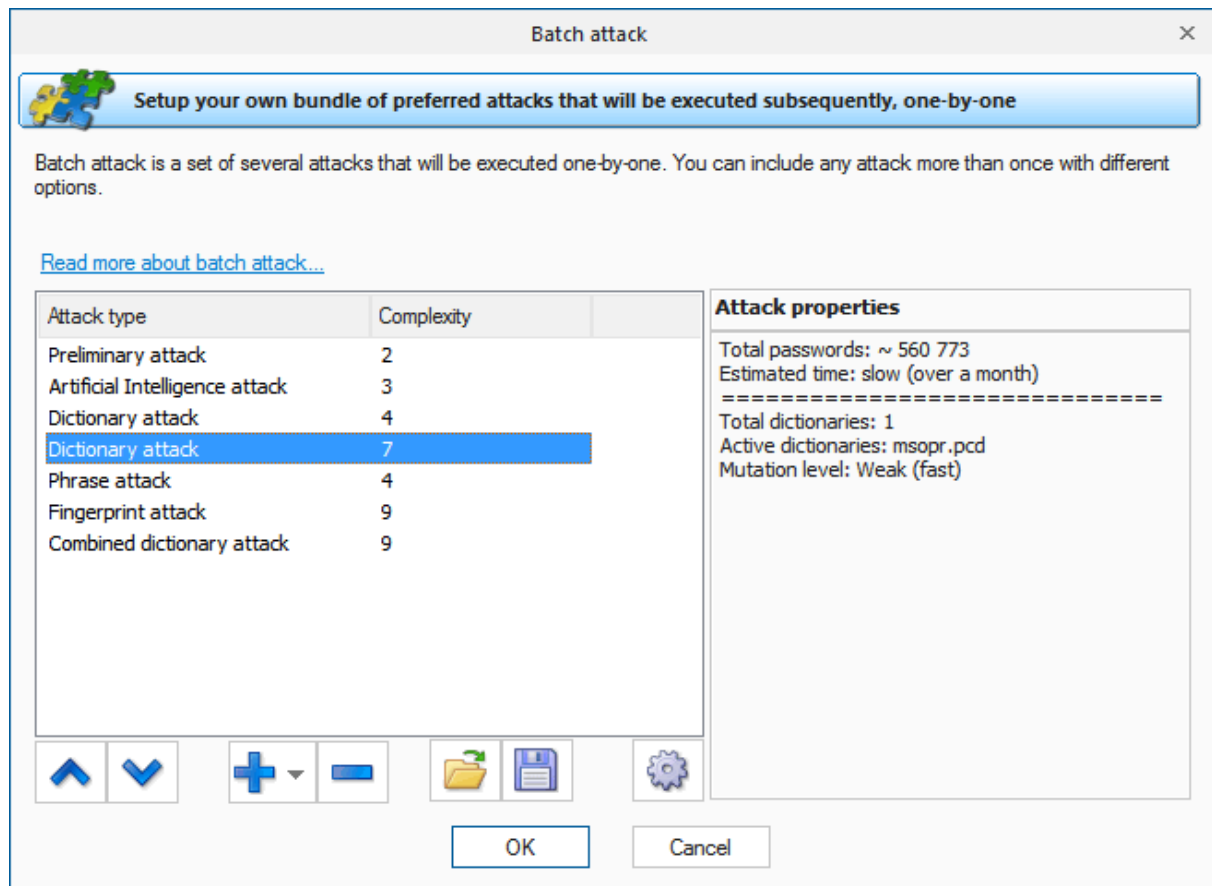 Batch attack
Setup your own bundle of preferred attacks that will be executed subsequently, one-by-one
Batch attack is a set of several attacks that will be executed one-by-one. You can include any attack more than once with different
options.
Read more about batch attack...
Attack type Complexity
Preliminary attack 2
Artificial Intelligence attack 3
Dictionary attack 4
Dictionary attack 7
Phrase attack 4
Fingerprint attack 9
Combined dictionary attack 9
Attack properties
Total passwords: ~ 560 773
Estimated time: slow (over a month)
==============================
Total dictionaries: 1
Active dictionaries: msopr.pcd
Mutation level: Weak (fast)
OK Cancel